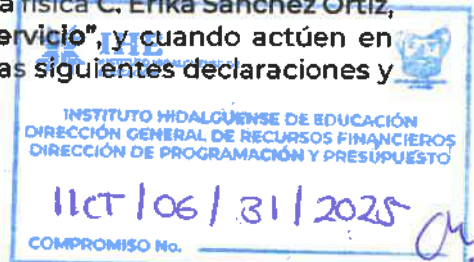 a física C. Erika Sánchez Ortiz,
ervicio", y cuando actúen en
as siguientes declaraciones y
IHE
INSTITUTO HIDALGUENSE DE EDUCACIÓN
DIRECCIÓN GENERAL DE RECURSOS FINANCIEROS
DIRECCIÓN DE PROGRAMACIÓN Y PRESUPUESTO
IICT/06/31/2025
COMPROMISO No.